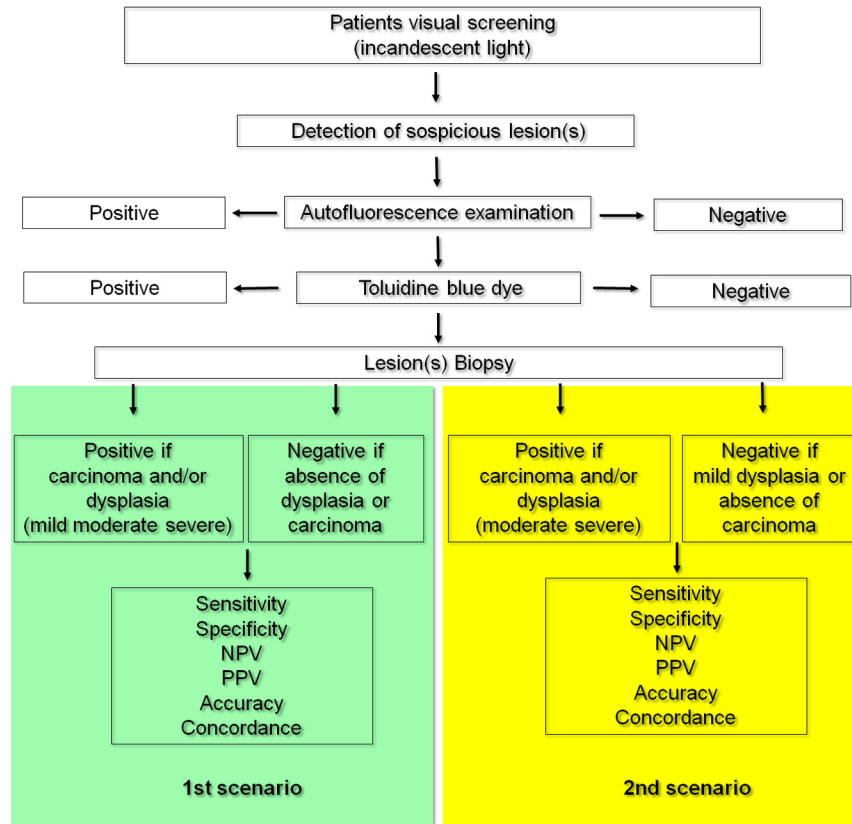 Patients visual screening
(incandescent light)
Detection of sospicious lesion(s)
Positive
Autofluorescence examination
Negative
Positive
Toluidine blue dye
Negative
Lesion(s) Biopsy
Positive if
carcinoma and/or
dysplasia
(mild moderate severe)
Negative if
absence of
dysplasia or
carcinoma
Positive if
carcinoma and/or
dysplasia
(moderate severe)
Negative if
mild dysplasia or
absence of
carcinoma
Sensitivity
Specificity
NPV
PPV
Accuracy
Concordance
Sensitivity
Specificity
NPV
PPV
Accuracy
Concordance
1st scenario
2nd scenario